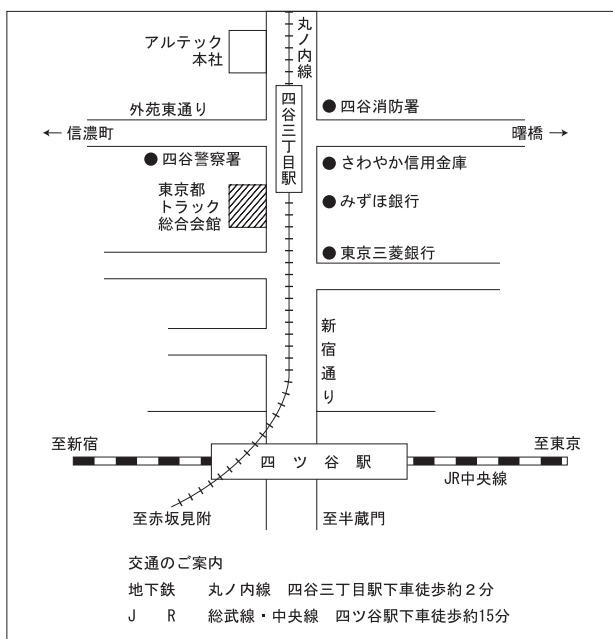 アルテック
本社
丸ノ内線
外苑東通り
四谷三丁目駅
四谷消防署
← 信濃町
曙橋 →
四谷警察署
さわやか信用金庫
東京都
トラック
総合会館
みずほ銀行
東京三菱銀行
新宿通り
至新宿
四ツ谷駅
至東京
JR中央線
至赤坂見附
至半蔵門
交通のご案内
地下鉄　丸ノ内線　四谷三丁目駅下車徒歩約２分
J　R　総武線・中央線　四ツ谷駅下車徒歩約15分